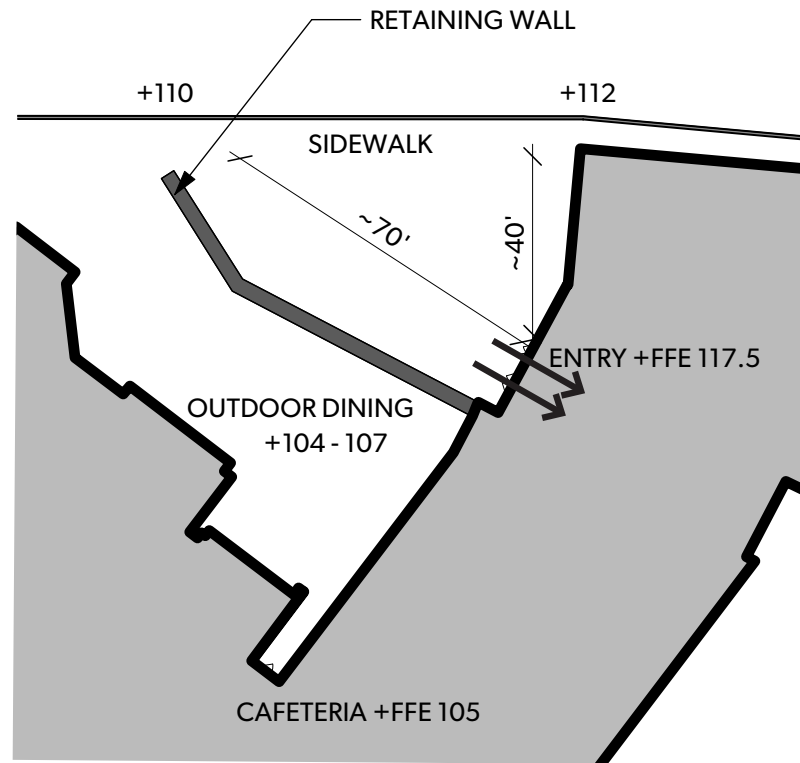 RETAINING WALL
+110
+112
SIDEWALK
~70'
~40'
ENTRY +FFE 117.5
OUTDOOR DINING
+104 - 107
CAFETERIA +FFE 105